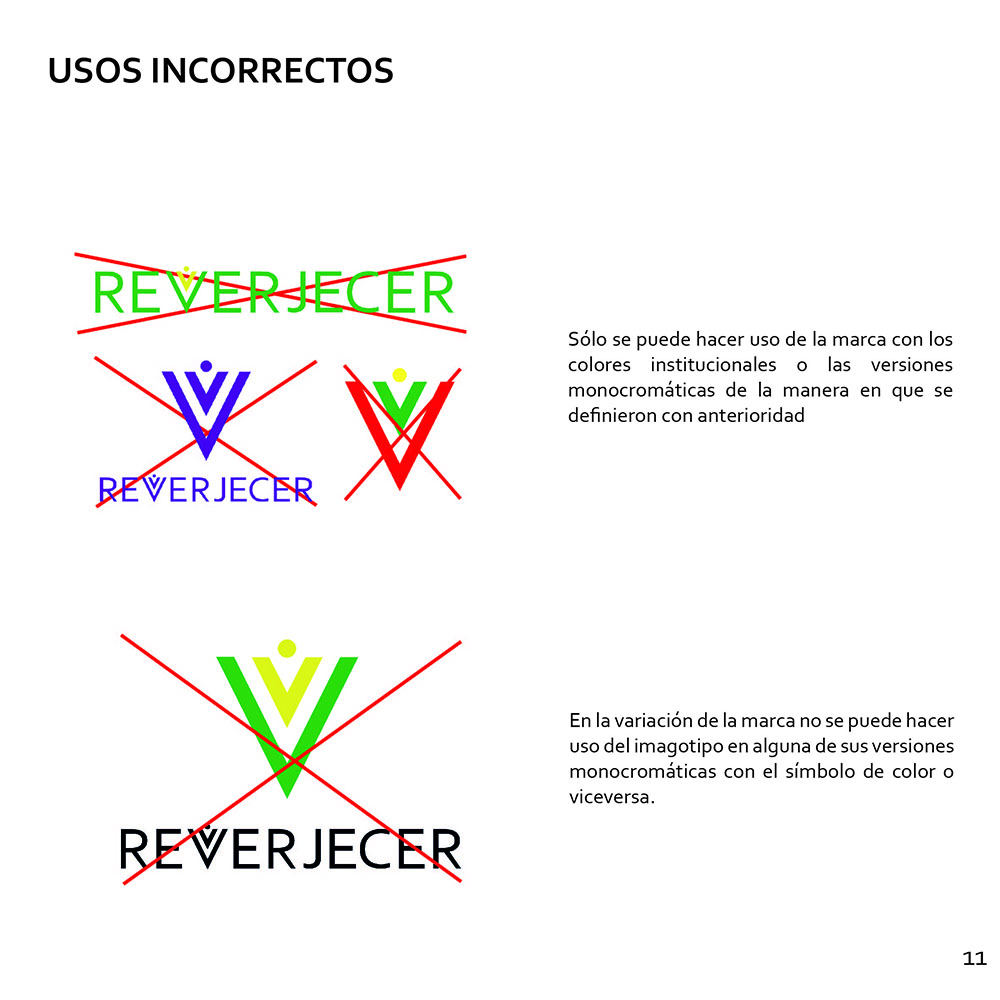 USOS INCORRECTOS
REVERJECER
Sólo se puede hacer uso de la marca con los
colores institucionales o las versiones
monocromáticas de la manera en que se
definieron con anterioridad
REVERJECER
En la variación de la marca no se puede hacer
uso del imagotipo en alguna de sus versiones
monocromáticas con el símbolo de color o
viceversa.
REVERJECER
11